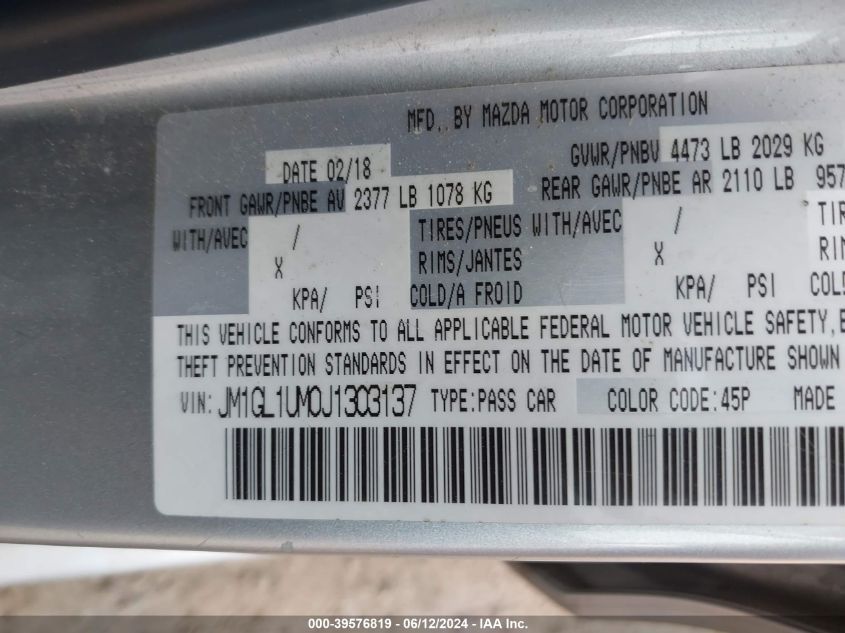 MFD. BY MAZDA MOTOR CORPORATION
DATE 02/18 GVWR/PNBV 4473 LB 2029 KG
FRONT GAWR/PNBE AV 2377 LB 1078 KG REAR GAWR/PNBE AR 2110 LB 957
WITH/AVEC / TIRES/PNEUS WITH/AVEC /
X RIMS/JANTES X
KPA/ PSI COLD/A FROID KPA/ PSI
THIS VEHICLE CONFORMS TO ALL APPLICABLE FEDERAL MOTOR VEHICLE SAFETY,
THEFT PREVENTION STANDARDS IN EFFECT ON THE DATE OF MANUFACTURE SHOWN
VIN: JM1GL1UM0J1303137 TYPE:PASS CAR COLOR CODE:45P MADE
000-39576819 - 06/12/2024 - IAA Inc.